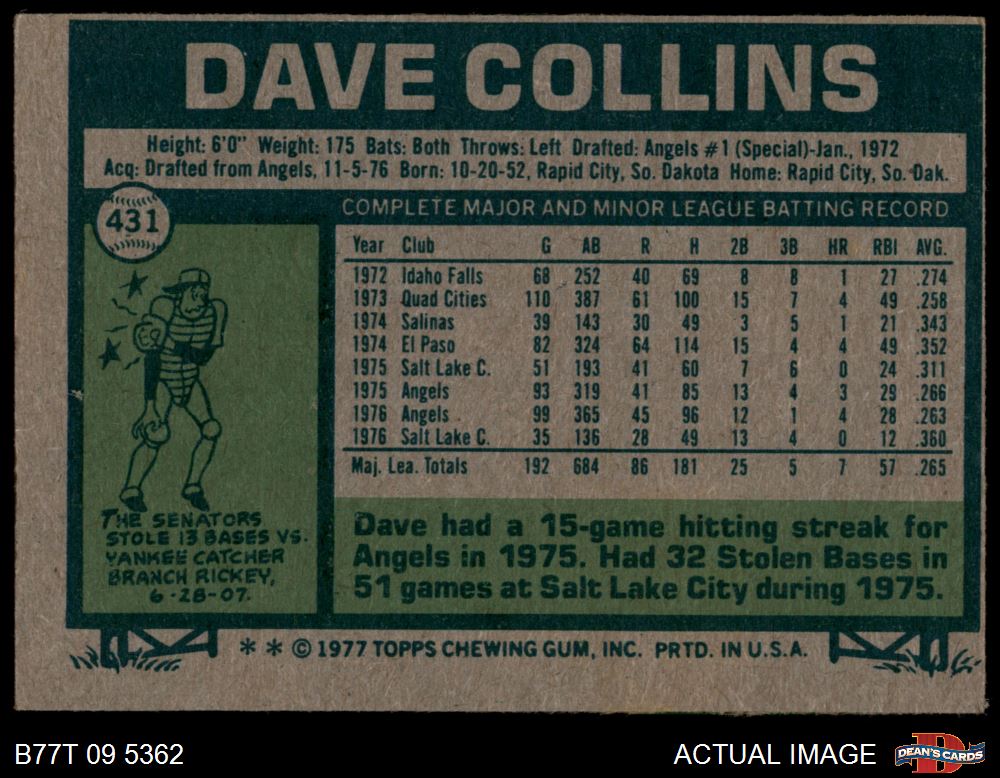 DAVE COLLINS
Height: 6'0" Weight: 175 Bats: Both Throws: Left Drafted: Angels #1 (Special)-Jan., 1972
Acq: Drafted from Angels, 11-5-76 Born: 10-20-52, Rapid City, So. Dakota Home: Rapid City, So. Dak.
431
COMPLETE MAJOR AND MINOR LEAGUE BATTING RECORD
Year Club G AB R H 2B 3B HR RBI AVG.
1972 Idaho Falls 68 252 40 69 8 8 1 27 .274
1973 Quad Cities 110 387 61 100 15 7 4 49 .258
1974 Salinas 39 143 30 49 3 5 1 21 .343
1974 El Paso 82 324 64 114 15 4 4 49 .352
1975 Salt Lake C. 51 193 41 60 7 6 0 24 .311
1975 Angels 93 319 41 85 13 4 3 29 .266
1976 Angels 99 365 45 96 12 1 4 28 .263
1976 Salt Lake C. 35 136 28 49 13 4 0 12 .360
Maj. Lea. Totals 192 684 86 181 25 5 7 57 .265
THE SENATORS
STOLE 13 BASES VS.
YANKEE CATCHER
BRANCH RICKEY,
6-28-07.
Dave had a 15-game hitting streak for
Angels in 1975. Had 32 Stolen Bases in
51 games at Salt Lake City during 1975.
* * © 1977 TOPPS CHEWING GUM, INC. PRTD. IN U.S.A.
B77T 09 5362
ACTUAL IMAGE
D
DEAN'S CARDS